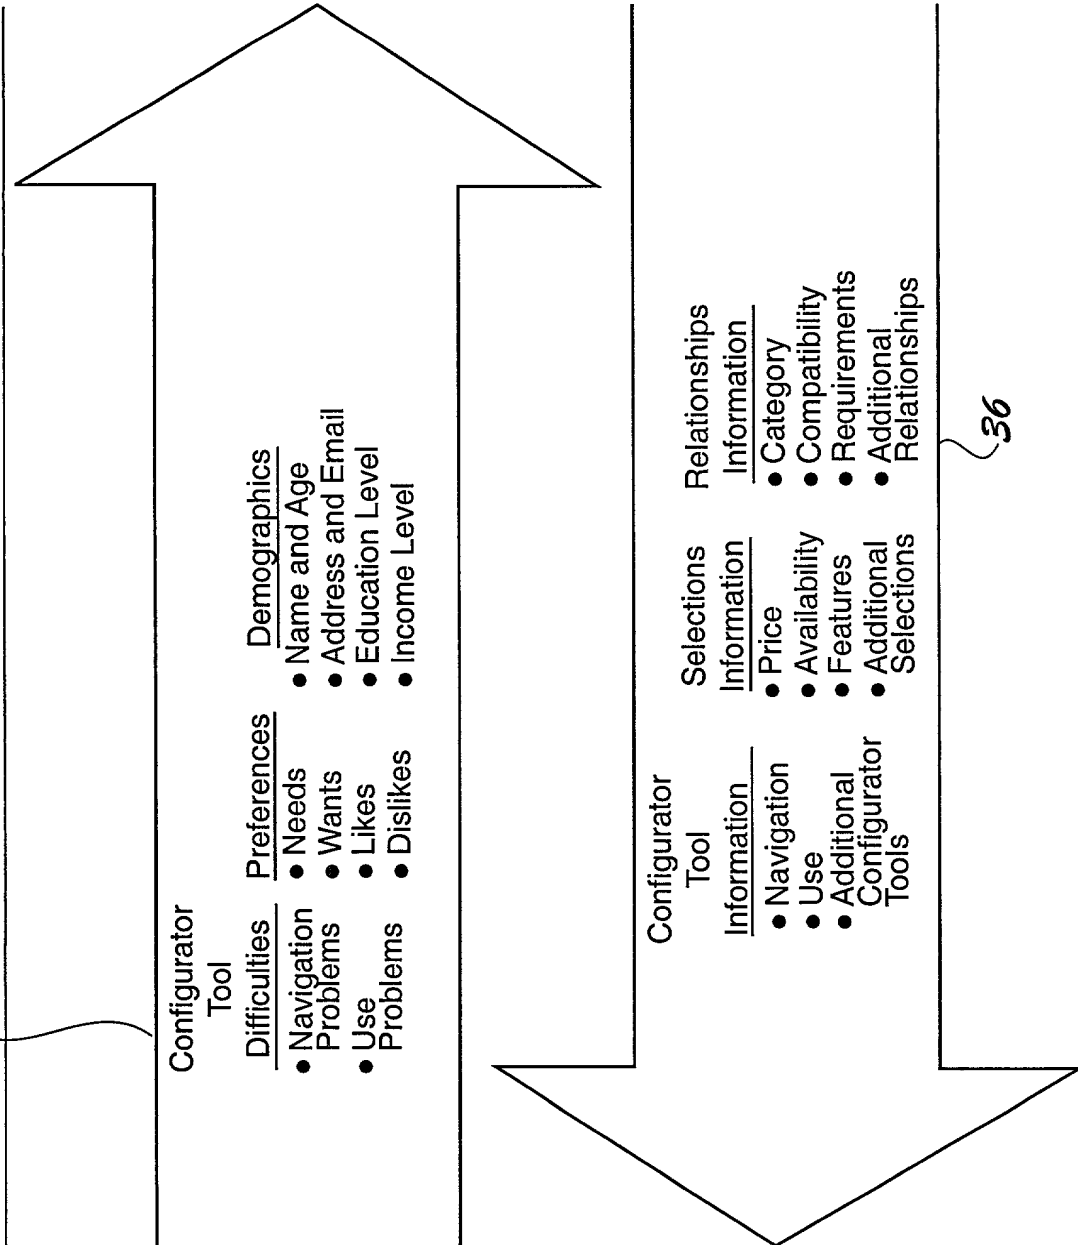 Configurator
Tool
Difficulties
• Navigation
Problems
• Use
Problems
Preferences
• Needs
• Wants
• Likes
• Dislikes
Demographics
• Name and Age
• Address and Email
• Education Level
• Income Level
Configurator
Tool
Information
• Navigation
• Use
• Additional
Configurator
Tools
Selections
Information
• Price
• Availability
• Features
• Additional
Selections
Relationships
Information
• Category
• Compatibility
• Requirements
• Additional
Relationships
36